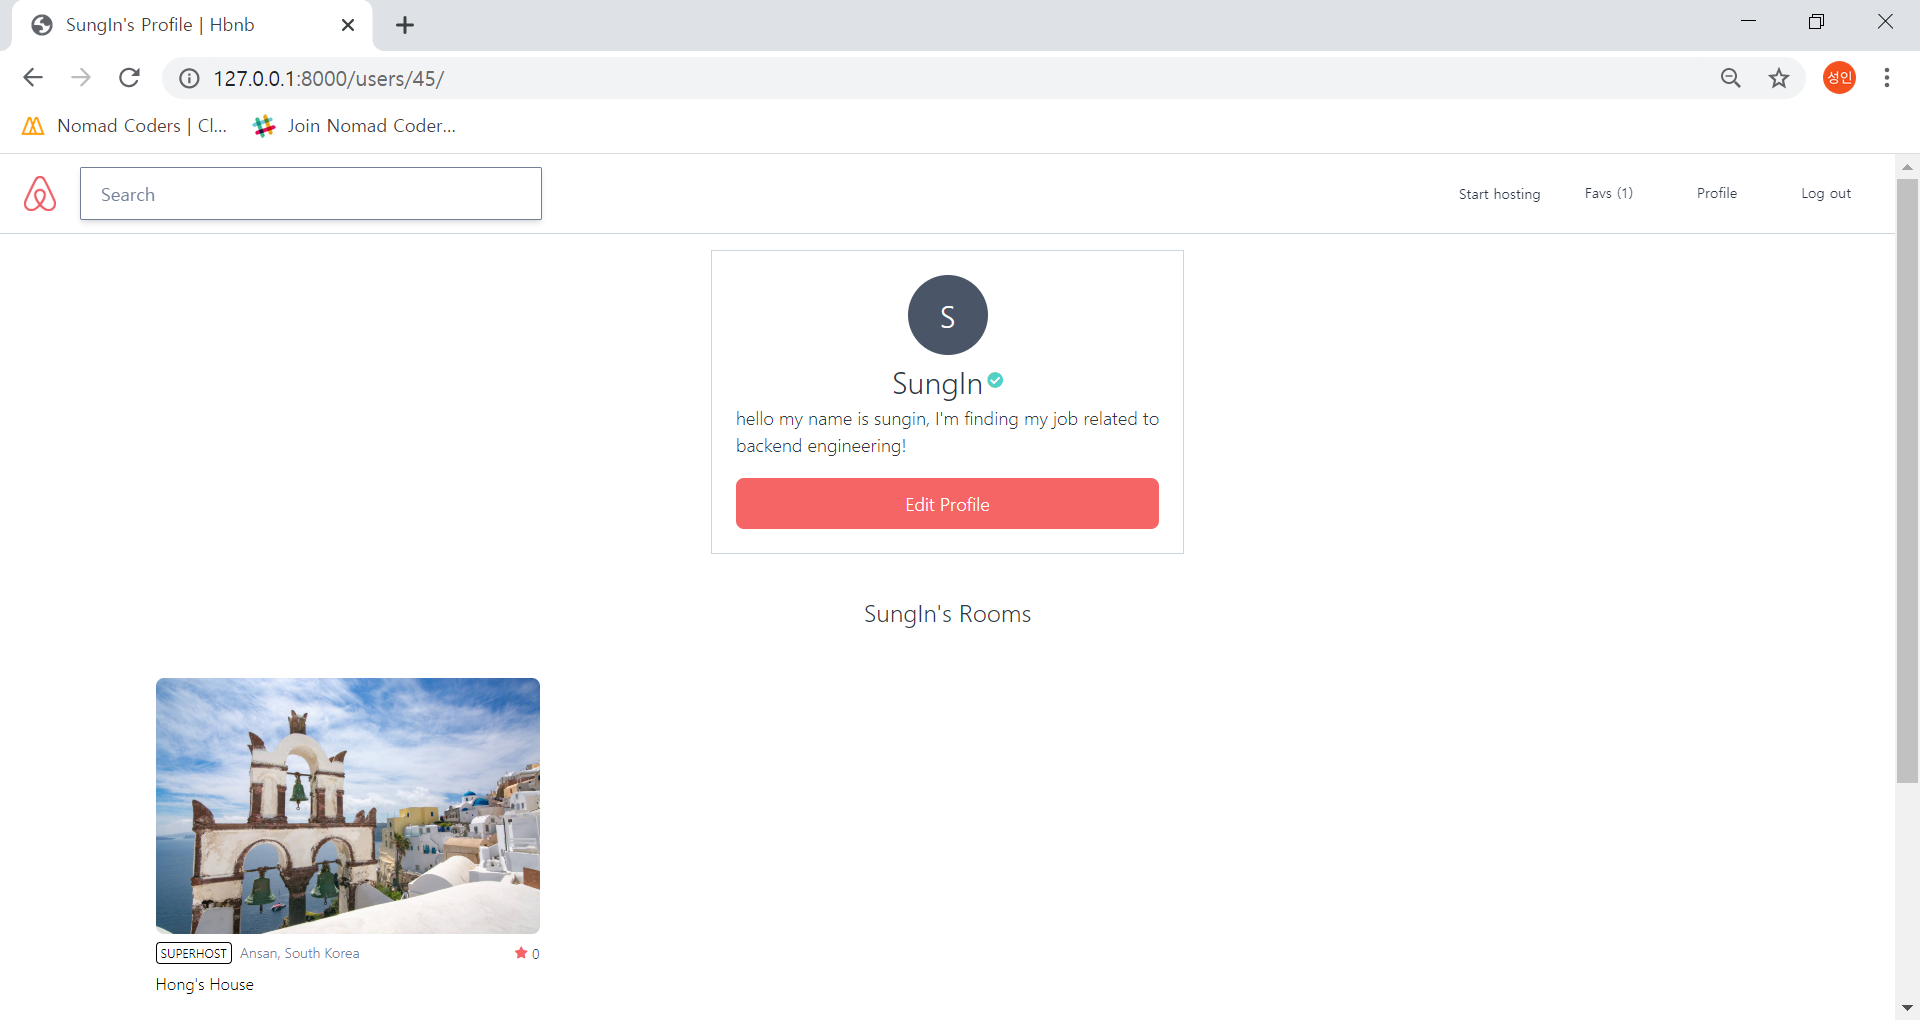 SungIn's Profile | Hbnb
127.0.0.1:8000/users/45/
성인
Nomad Coders | Cl...
Join Nomad Coder...
Search
Start hosting
Favs (1)
Profile
Log out
S
SungIn
hello my name is sungin, I'm finding my job related to
backend engineering!
Edit Profile
SungIn's Rooms
SUPERHOST Ansan, South Korea
0
Hong's House